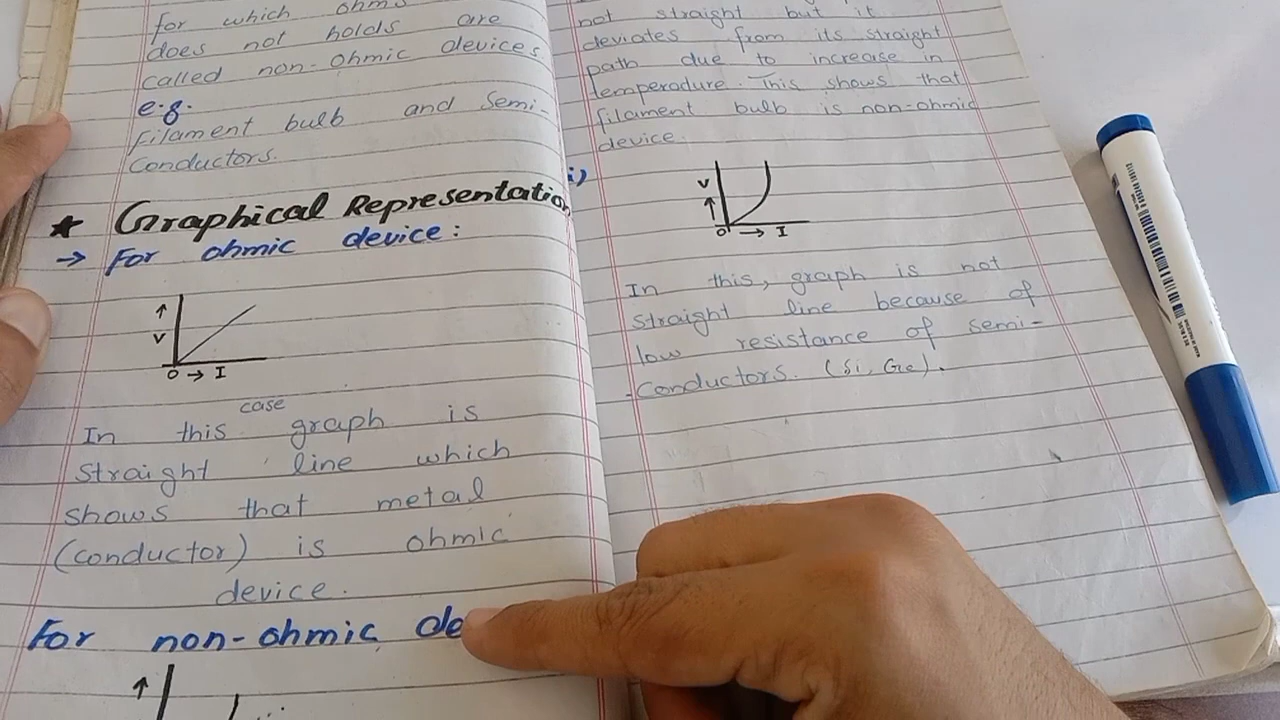 for which ohms
does not holds are
called non-ohmic devices
e.g.
Filament bulb and Semi-
Conductors.
★ Graphical Representation
→ For ohmic device:
↑
V
O → I
case
In this graph is
straight line which
shows that metal
(conductor) is ohmic
device.
For non-ohmic de
↑
not straight but it
deviates from its straight
path due to increase in
temperadure. This shows that
filament bulb is non-ohmic
device.
i)
V
↑
O → I
In this, graph is not
straight line because of
low resistance of semi-
Conductors. (Si, Ge).